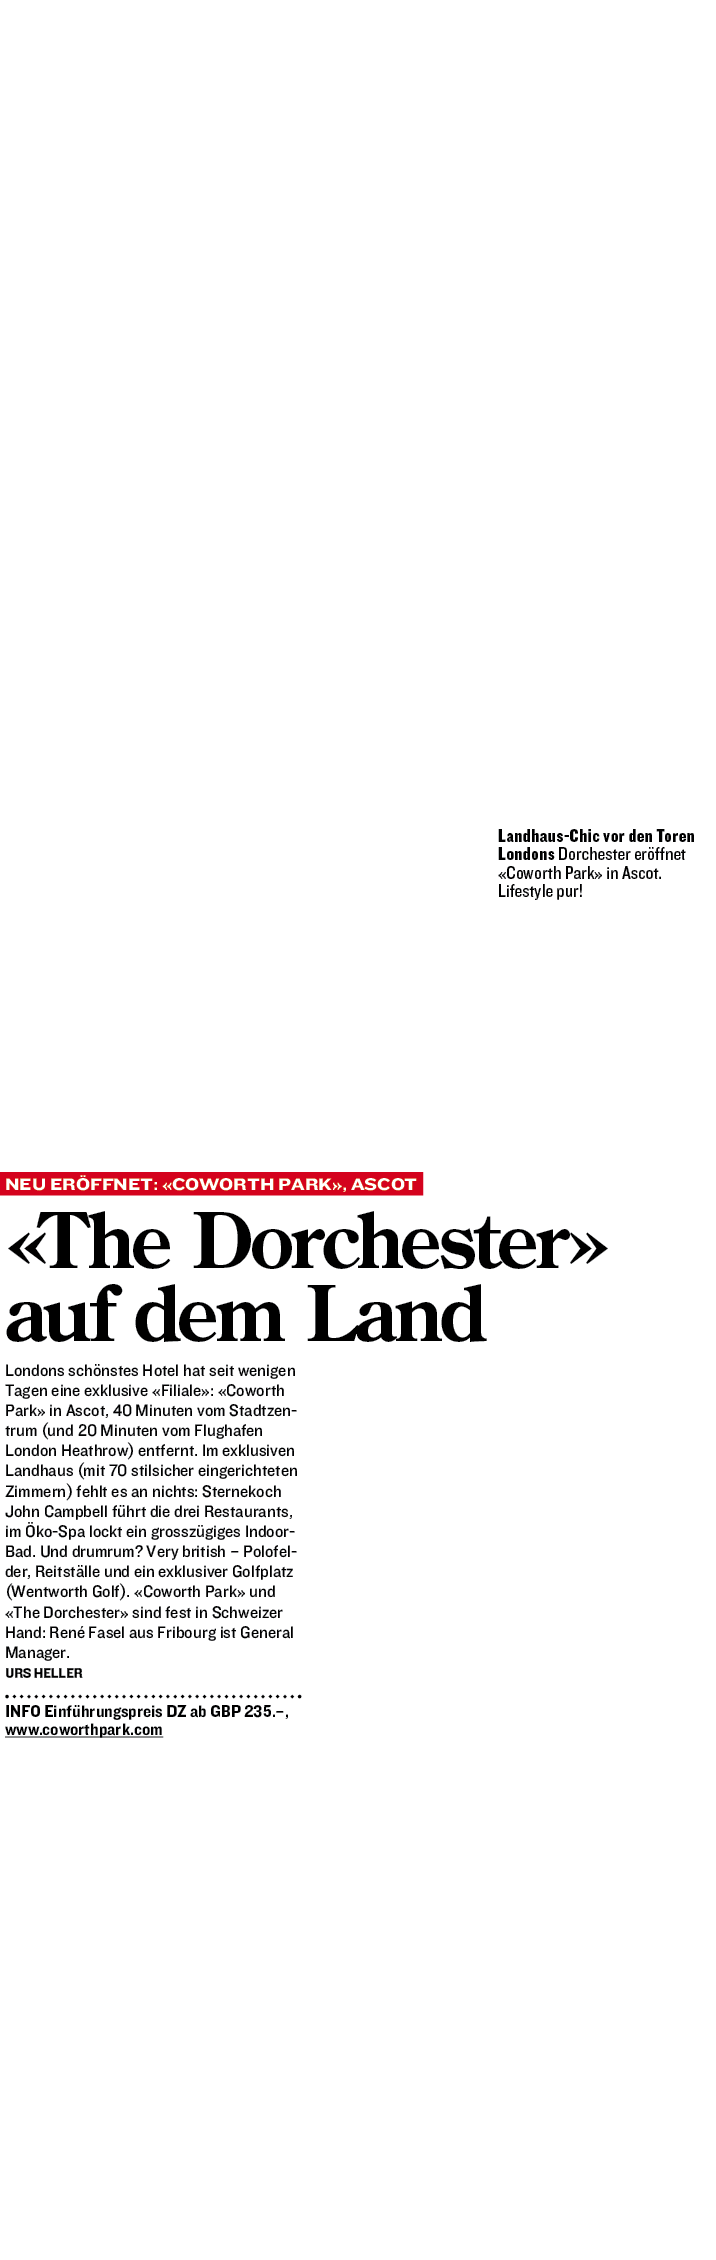 Landhaus-Chic vor den Toren
Londons Dorchester eröffnet
«Coworth Park» in Ascot.
Lifestyle pur!
NEU ERÖFFNET: «COWORTH PARK», ASCOT
«The Dorchester»
auf dem Land
Londons schönstes Hotel hat seit wenigen
Tagen eine exklusive «Filiale»: «Coworth
Park» in Ascot, 40 Minuten vom Stadtzen-
trum (und 20 Minuten vom Flughafen
London Heathrow) entfernt. Im exklusiven
Landhaus (mit 70 stilsicher eingerichteten
Zimmern) fehlt es an nichts: Sternekoch
John Campbell führt die drei Restaurants,
im Öko-Spa lockt ein grosszügiges Indoor-
Bad. Und drumrum? Very british – Polofel-
der, Reitställe und ein exklusiver Golfplatz
(Wentworth Golf). «Coworth Park» und
«The Dorchester» sind fest in Schweizer
Hand: René Fasel aus Fribourg ist General
Manager.
URS HELLER
INFO Einführungspreis DZ ab GBP 235.–,
www.coworthpark.com